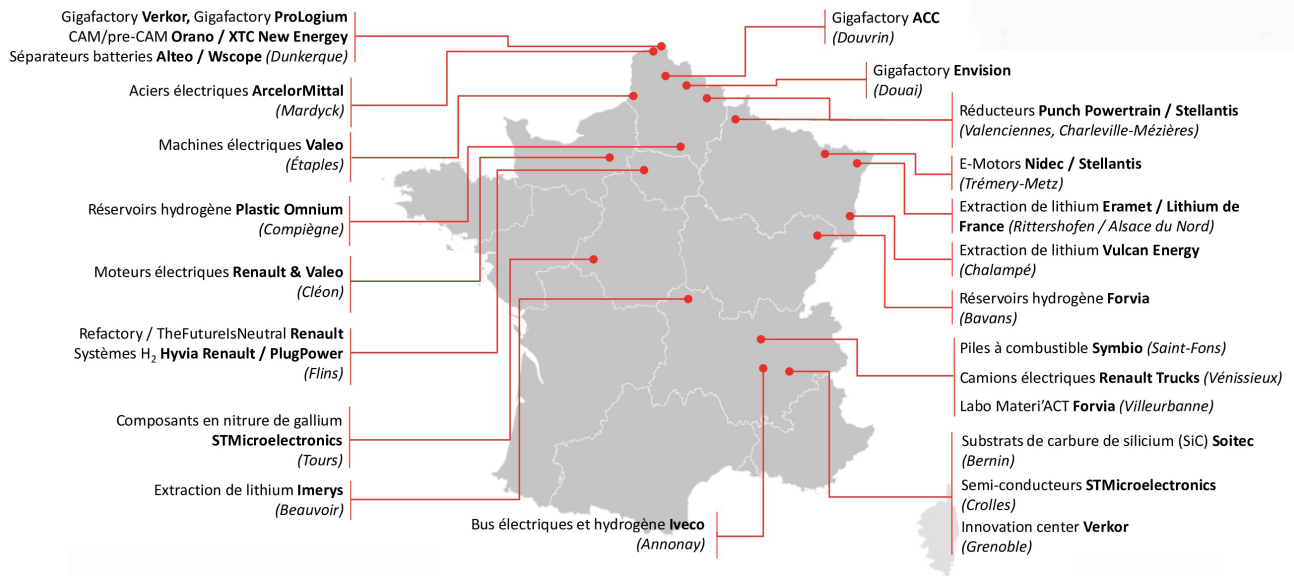 Gigafactory Verkor, Gigafactory ProLogium
CAM/pre-CAM Orano / XTC New Energey
Séparateurs batteries Alteo / Wscope (Dunkerque)
Aciers électriques ArcelorMittal
(Mardyck)
Machines électriques Valeo
(Étaples)
Réservoirs hydrogène Plastic Omnium
(Compiègne)
Moteurs électriques Renault & Valeo
(Cléon)
Refactory / TheFutureIsNeutral Renault
Systèmes H2 Hyvia Renault / PlugPower
(Flins)
Composants en nitrure de gallium
STMicroelectronics
(Tours)
Extraction de lithium Imerys
(Beauvoir)
Bus électriques et hydrogène Iveco
(Annonay)
Gigafactory ACC
(Douvrin)
Gigafactory Envision
(Douai)
Réducteurs Punch Powertrain / Stellantis
(Valenciennes, Charleville-Mézières)
E-Motors Nidec / Stellantis
(Trémery-Metz)
Extraction de lithium Eramet / Lithium de
France (Rittershofen / Alsace du Nord)
Extraction de lithium Vulcan Energy
(Chalampé)
Réservoirs hydrogène Forvia
(Bavans)
Piles à combustible Symbio (Saint-Fons)
Camions électriques Renault Trucks (Vénissieux)
Labo Materi’ACT Forvia (Villeurbanne)
Substrats de carbure de silicium (SiC) Soitec
(Bernin)
Semi-conducteurs STMicroelectronics
(Crolles)
Innovation center Verkor
(Grenoble)